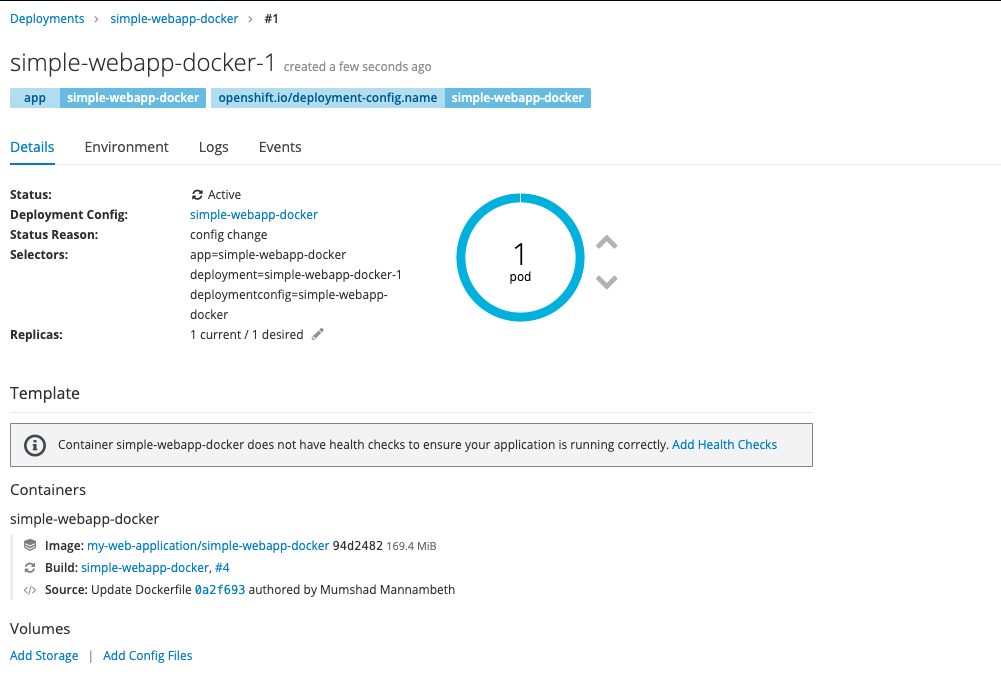 Deployments › simple-webapp-docker › #1
simple-webapp-docker-1 created a few seconds ago
app simple-webapp-docker openshift.io/deployment-config.name simple-webapp-docker
Details Environment Logs Events
Status: Active
Deployment Config: simple-webapp-docker
Status Reason: config change
Selectors: app=simple-webapp-docker
deployment=simple-webapp-docker-1
deploymentconfig=simple-webapp-
docker
Replicas: 1 current / 1 desired
1
pod
Template
Container simple-webapp-docker does not have health checks to ensure your application is running correctly. Add Health Checks
Containers
simple-webapp-docker
Image: my-web-application/simple-webapp-docker 94d2482 169.4 MiB
Build: simple-webapp-docker, #4
</> Source: Update Dockerfile 0a2f693 authored by Mumshad Mannambeth
Volumes
Add Storage | Add Config Files